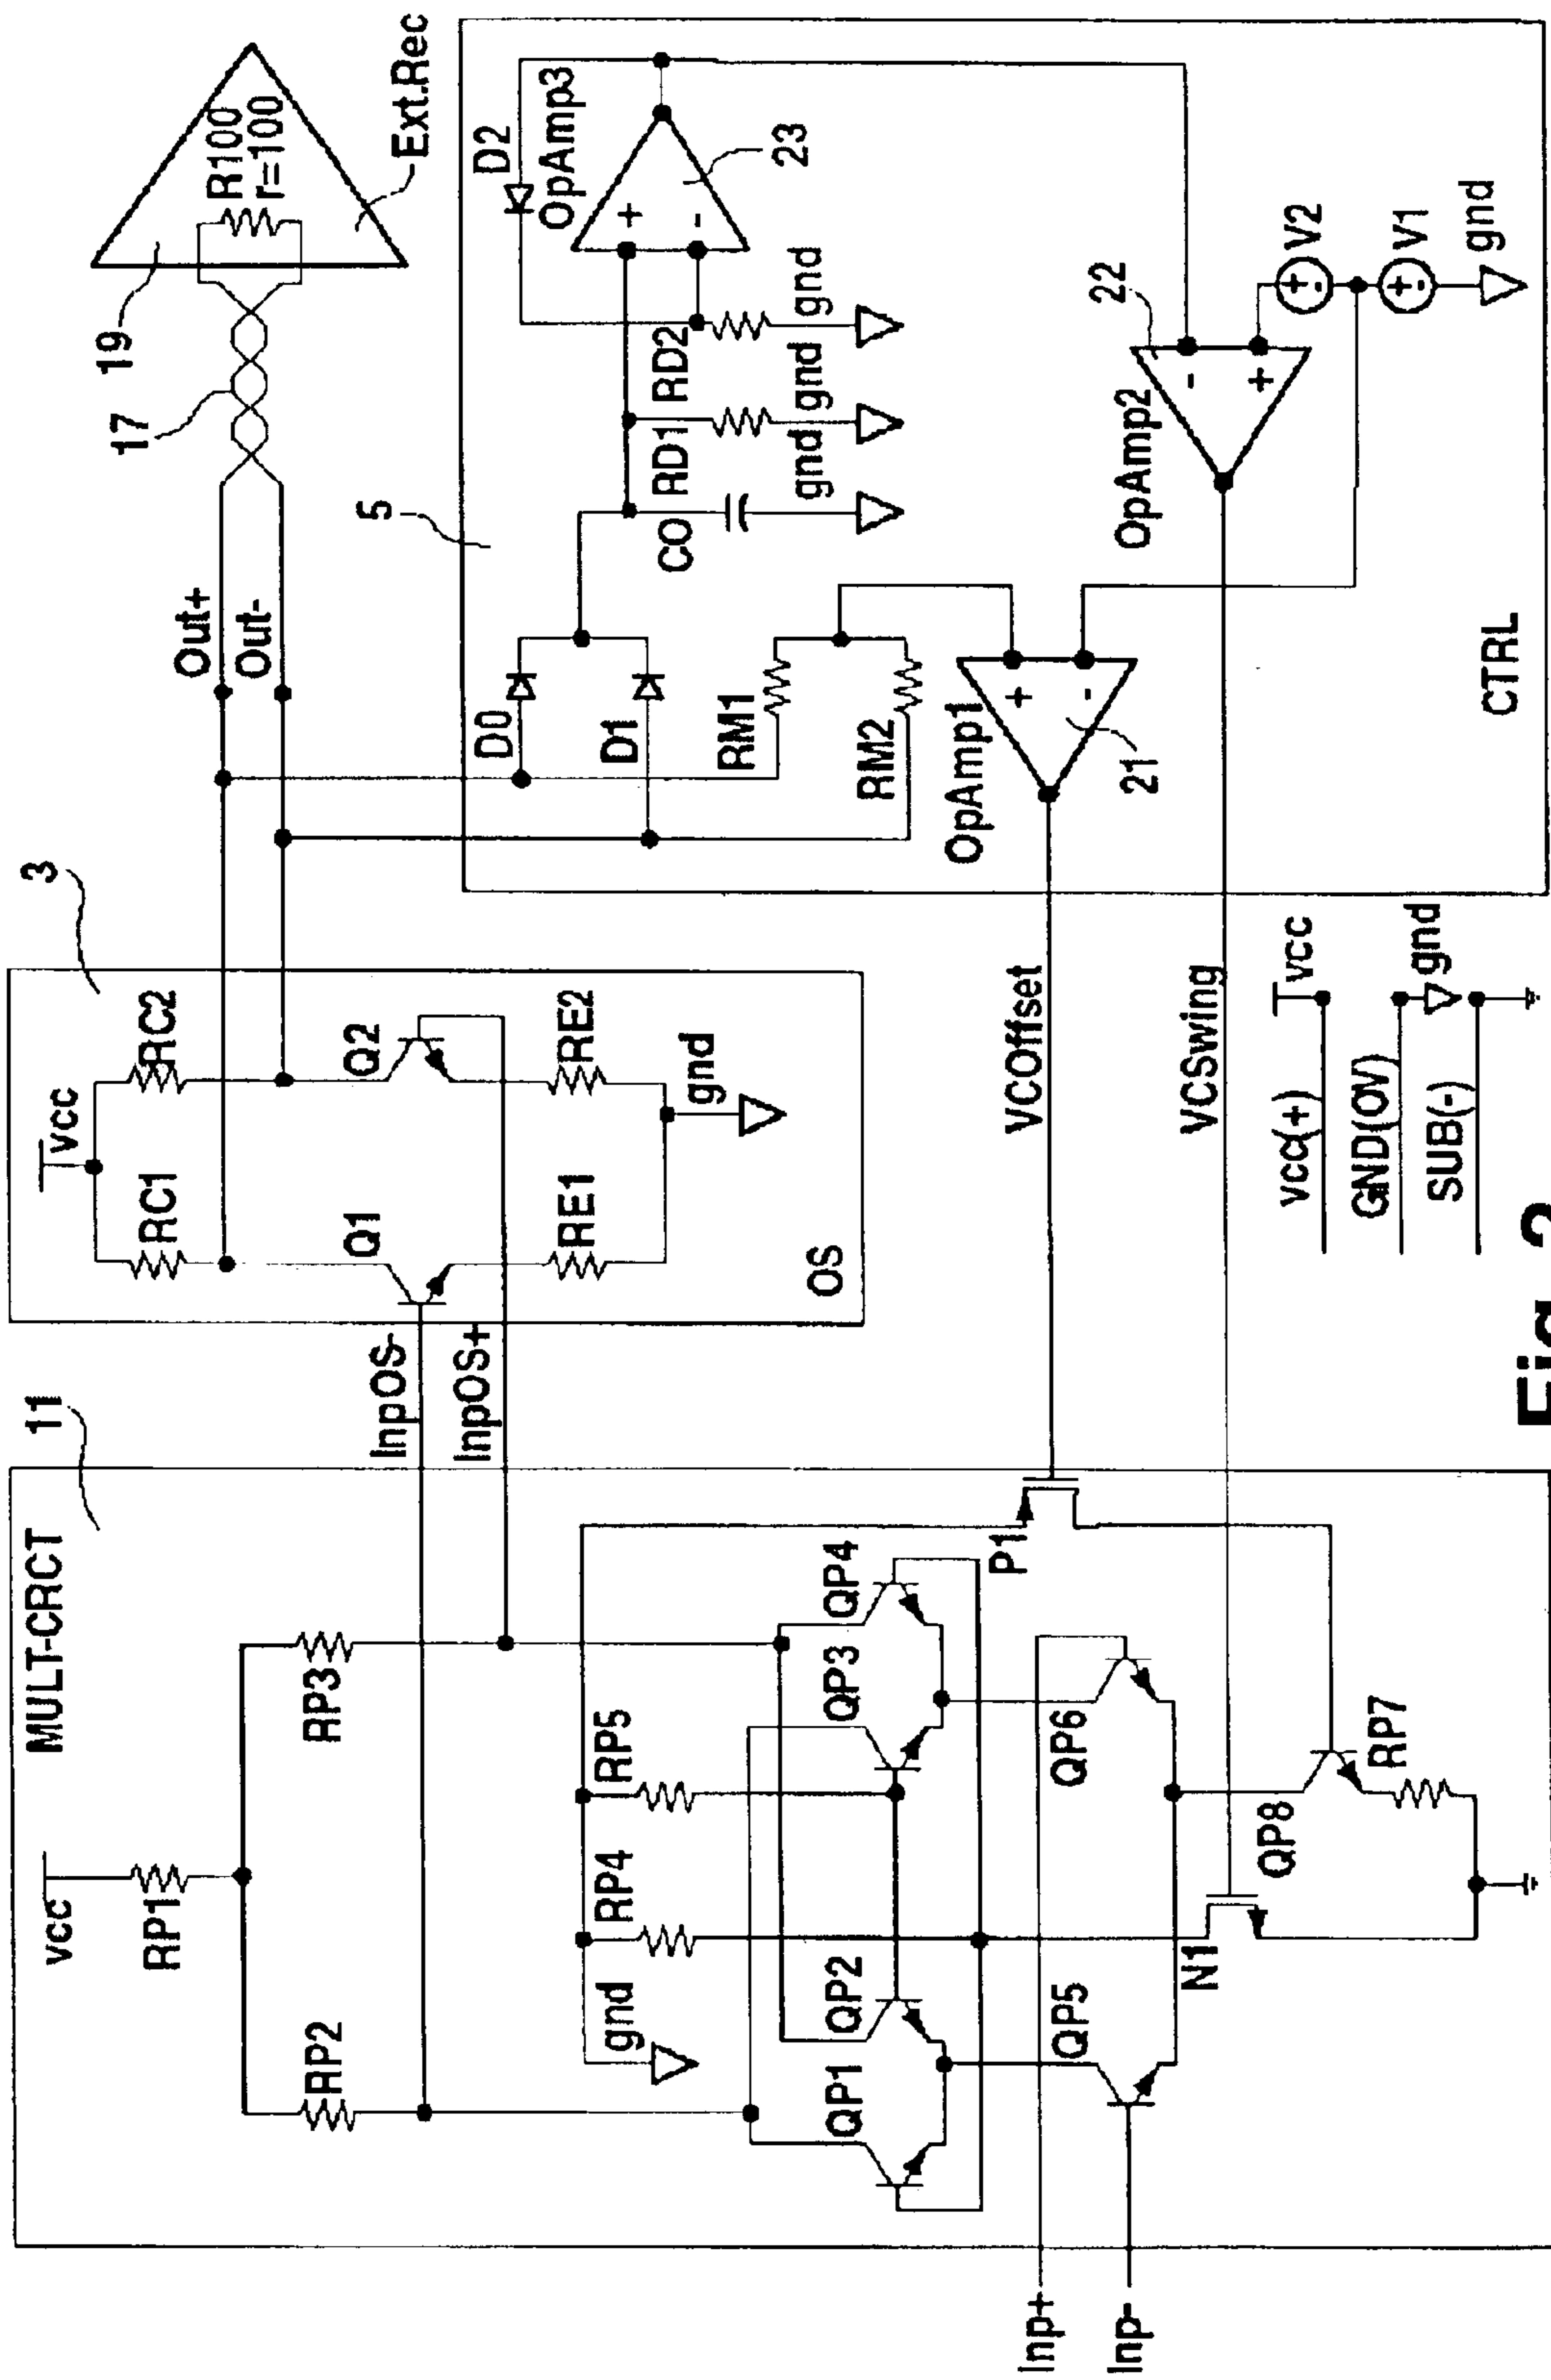 MULT-CRCT
11
vcc
RP1
RP2
RP3
gnd
RP4
RP5
QP1
QP2
QP3
QP4
QP5
QP6
P1
N1
QP8
RP7
Inp+
Inp-
InpOS-
InpOS+
3
vcc
RC1
RC2
Q1
Q2
RE1
RE2
gnd
OS
VCOffset
VCSwing
vcc(+)
vcc
GND(0V)
gnd
SUB(-)
Out+
Out-
17
19
R100
r=100
Ext.Rec
5
D0
D1
RM1
RM2
CO
RD1
RD2
gnd
gnd
gnd
D2
OpAmp3
+
-
23
OpAmp1
+
-
21
OpAmp2
-
+
22
+
-
V2
+
-
V1
gnd
CTRL